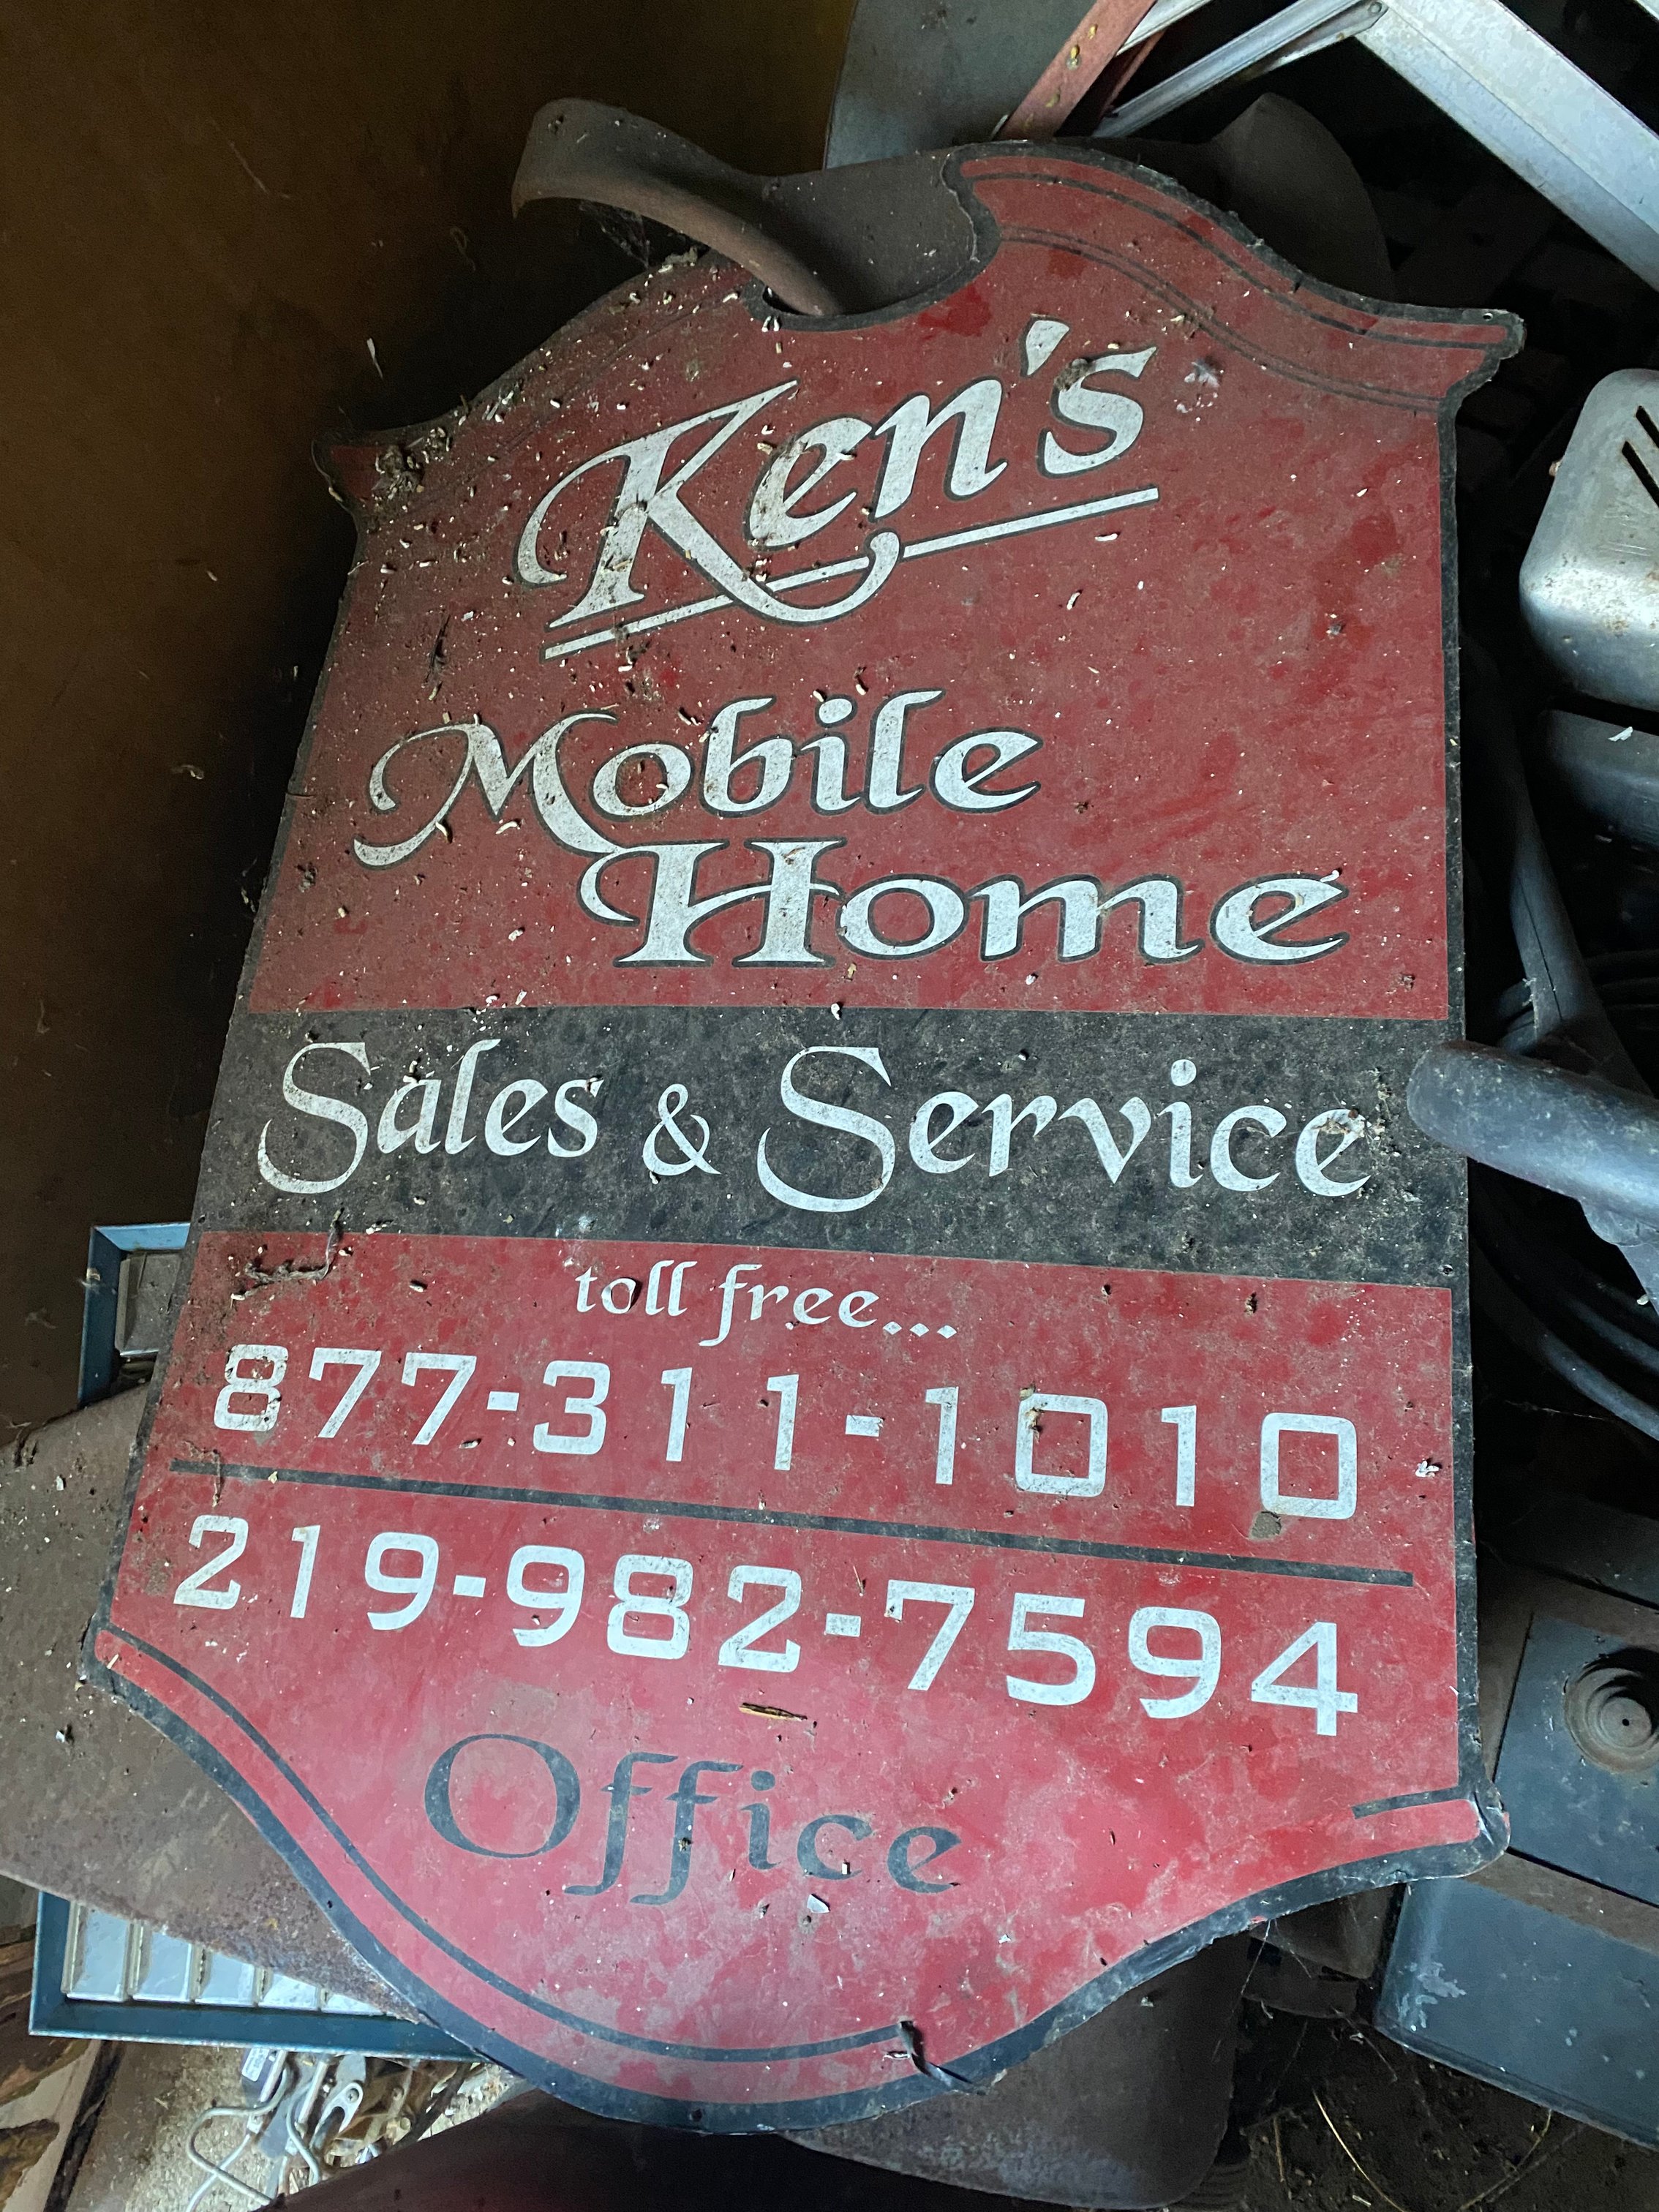 Ken's
Mobile
Home
Sales & Service
toll free...
877-311-1010
219-982-7594
Office